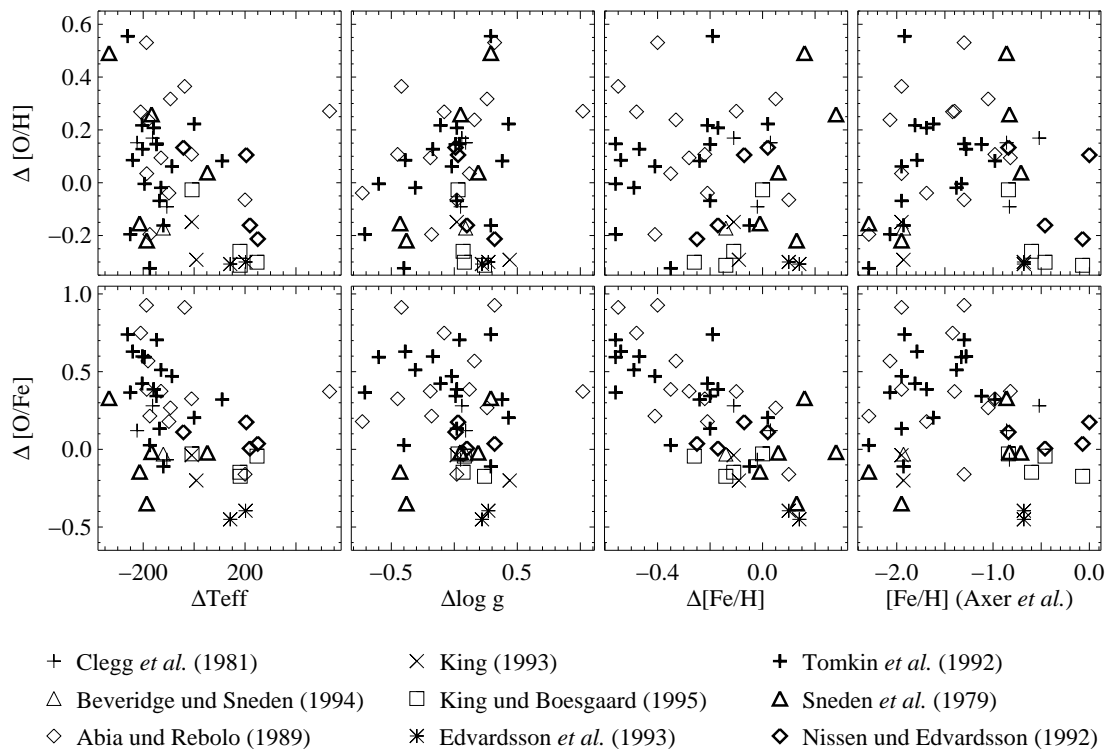 0.6
0.4
0.2
0.0
−0.2
Δ [O/H]
1.0
0.5
0.0
−0.5
Δ [O/Fe]
−200 200
−0.5 0.5
−0.4 0.0
−2.0 −1.0 0.0
ΔTeff
Δlog g
Δ[Fe/H]
[Fe/H] (Axer et al.)
Clegg et al. (1981)
King (1993)
Tomkin et al. (1992)
Beveridge und Sneden (1994)
King und Boesgaard (1995)
Sneden et al. (1979)
Abia und Rebolo (1989)
Edvardsson et al. (1993)
Nissen und Edvardsson (1992)